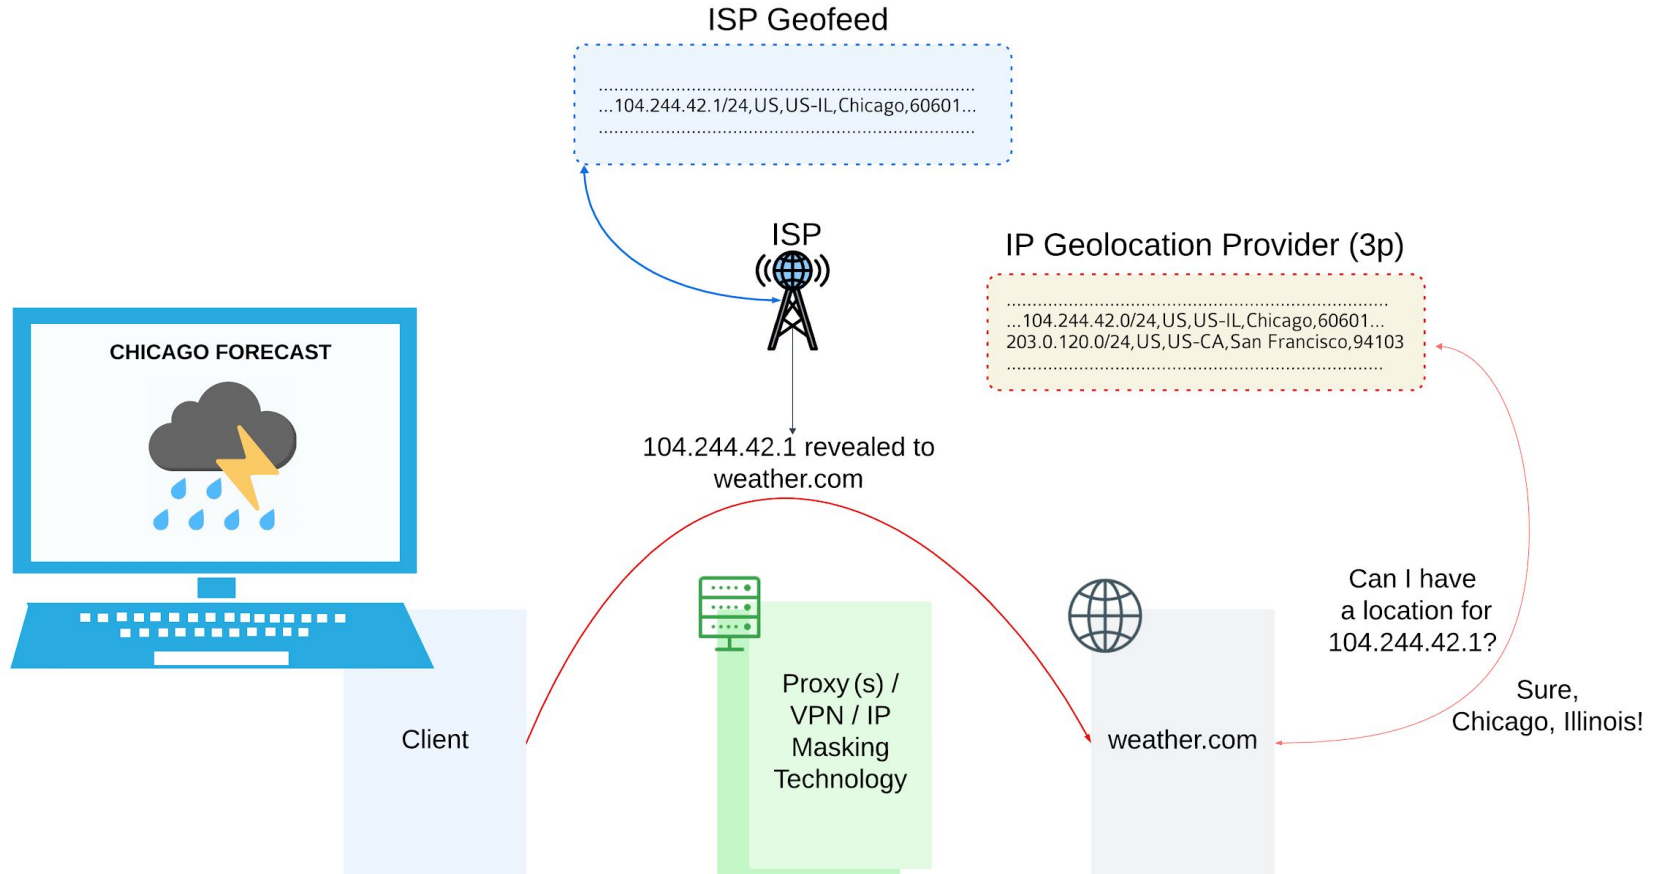 ISP Geofeed
...104.244.42.1/24,US,US-IL,Chicago,60601...
ISP
IP Geolocation Provider (3p)
...104.244.42.0/24,US,US-IL,Chicago,60601...
203.0.120.0/24,US,US-CA,San Francisco,94103
CHICAGO FORECAST
104.244.42.1 revealed to
weather.com
Can I have
a location for
104.244.42.1?
Sure,
Chicago, Illinois!
Client
Proxy(s) /
VPN / IP
Masking
Technology
weather.com